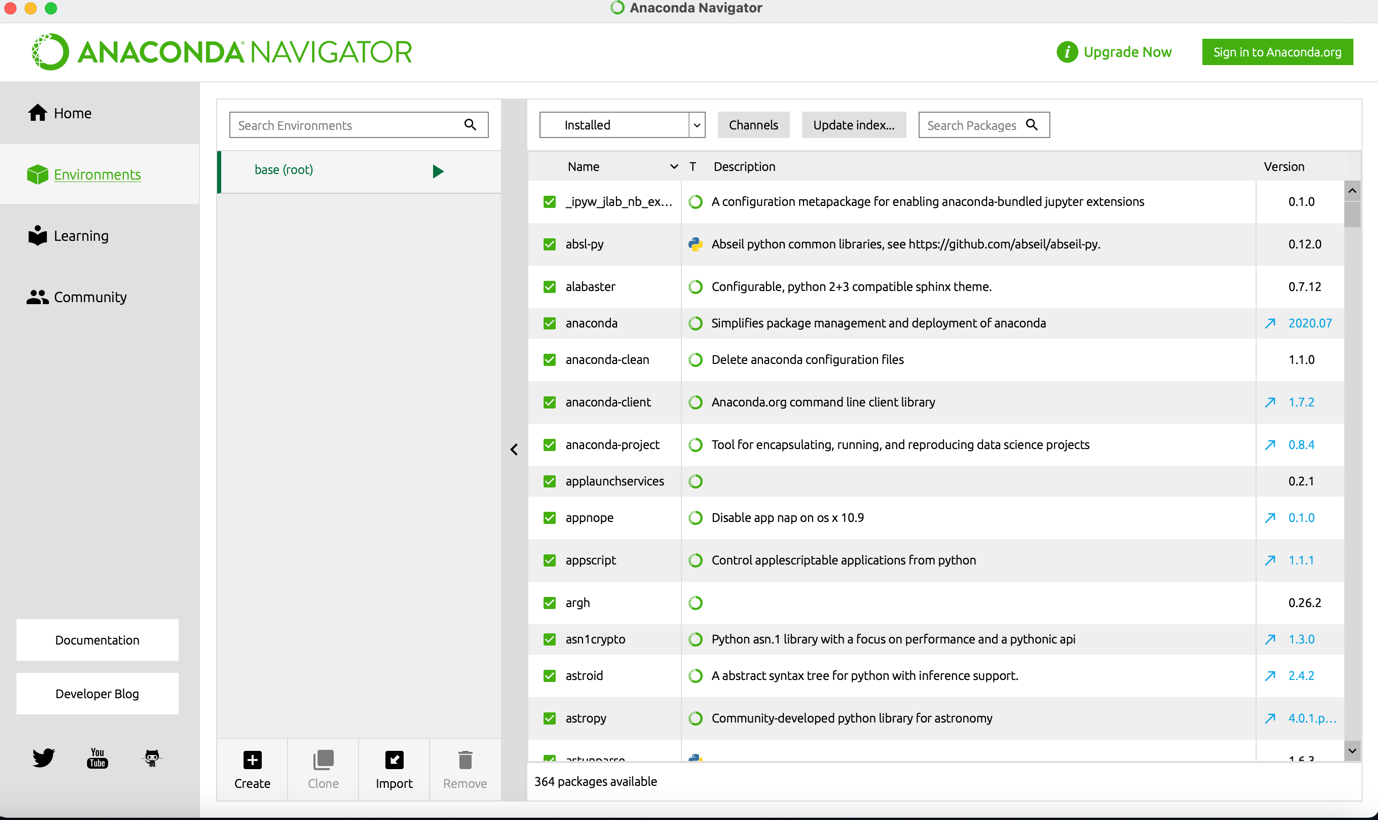 Anaconda Navigator
ANACONDA NAVIGATOR
i Upgrade Now
Sign in to Anaconda.org
Home
Environments
Learning
Community
Documentation
Developer Blog
You
Tube
Search Environments
base (root)
Create Clone Import Remove
Installed Channels Update index... Search Packages
Name T Description Version
_ipyw_jlab_nb_ex... A configuration metapackage for enabling anaconda-bundled jupyter extensions 0.1.0
absl-py Abseil python common libraries, see https://github.com/abseil/abseil-py. 0.12.0
alabaster Configurable, python 2+3 compatible sphinx theme. 0.7.12
anaconda Simplifies package management and deployment of anaconda 2020.07
anaconda-clean Delete anaconda configuration files 1.1.0
anaconda-client Anaconda.org command line client library 1.7.2
anaconda-project Tool for encapsulating, running, and reproducing data science projects 0.8.4
applaunchservices 0.2.1
appnope Disable app nap on os x 10.9 0.1.0
appscript Control applescriptable applications from python 1.1.1
argh 0.26.2
asn1crypto Python asn.1 library with a focus on performance and a pythonic api 1.3.0
astroid A abstract syntax tree for python with inference support. 2.4.2
astropy Community-developed python library for astronomy 4.0.1.p...
astunparse 1.6.3
364 packages available